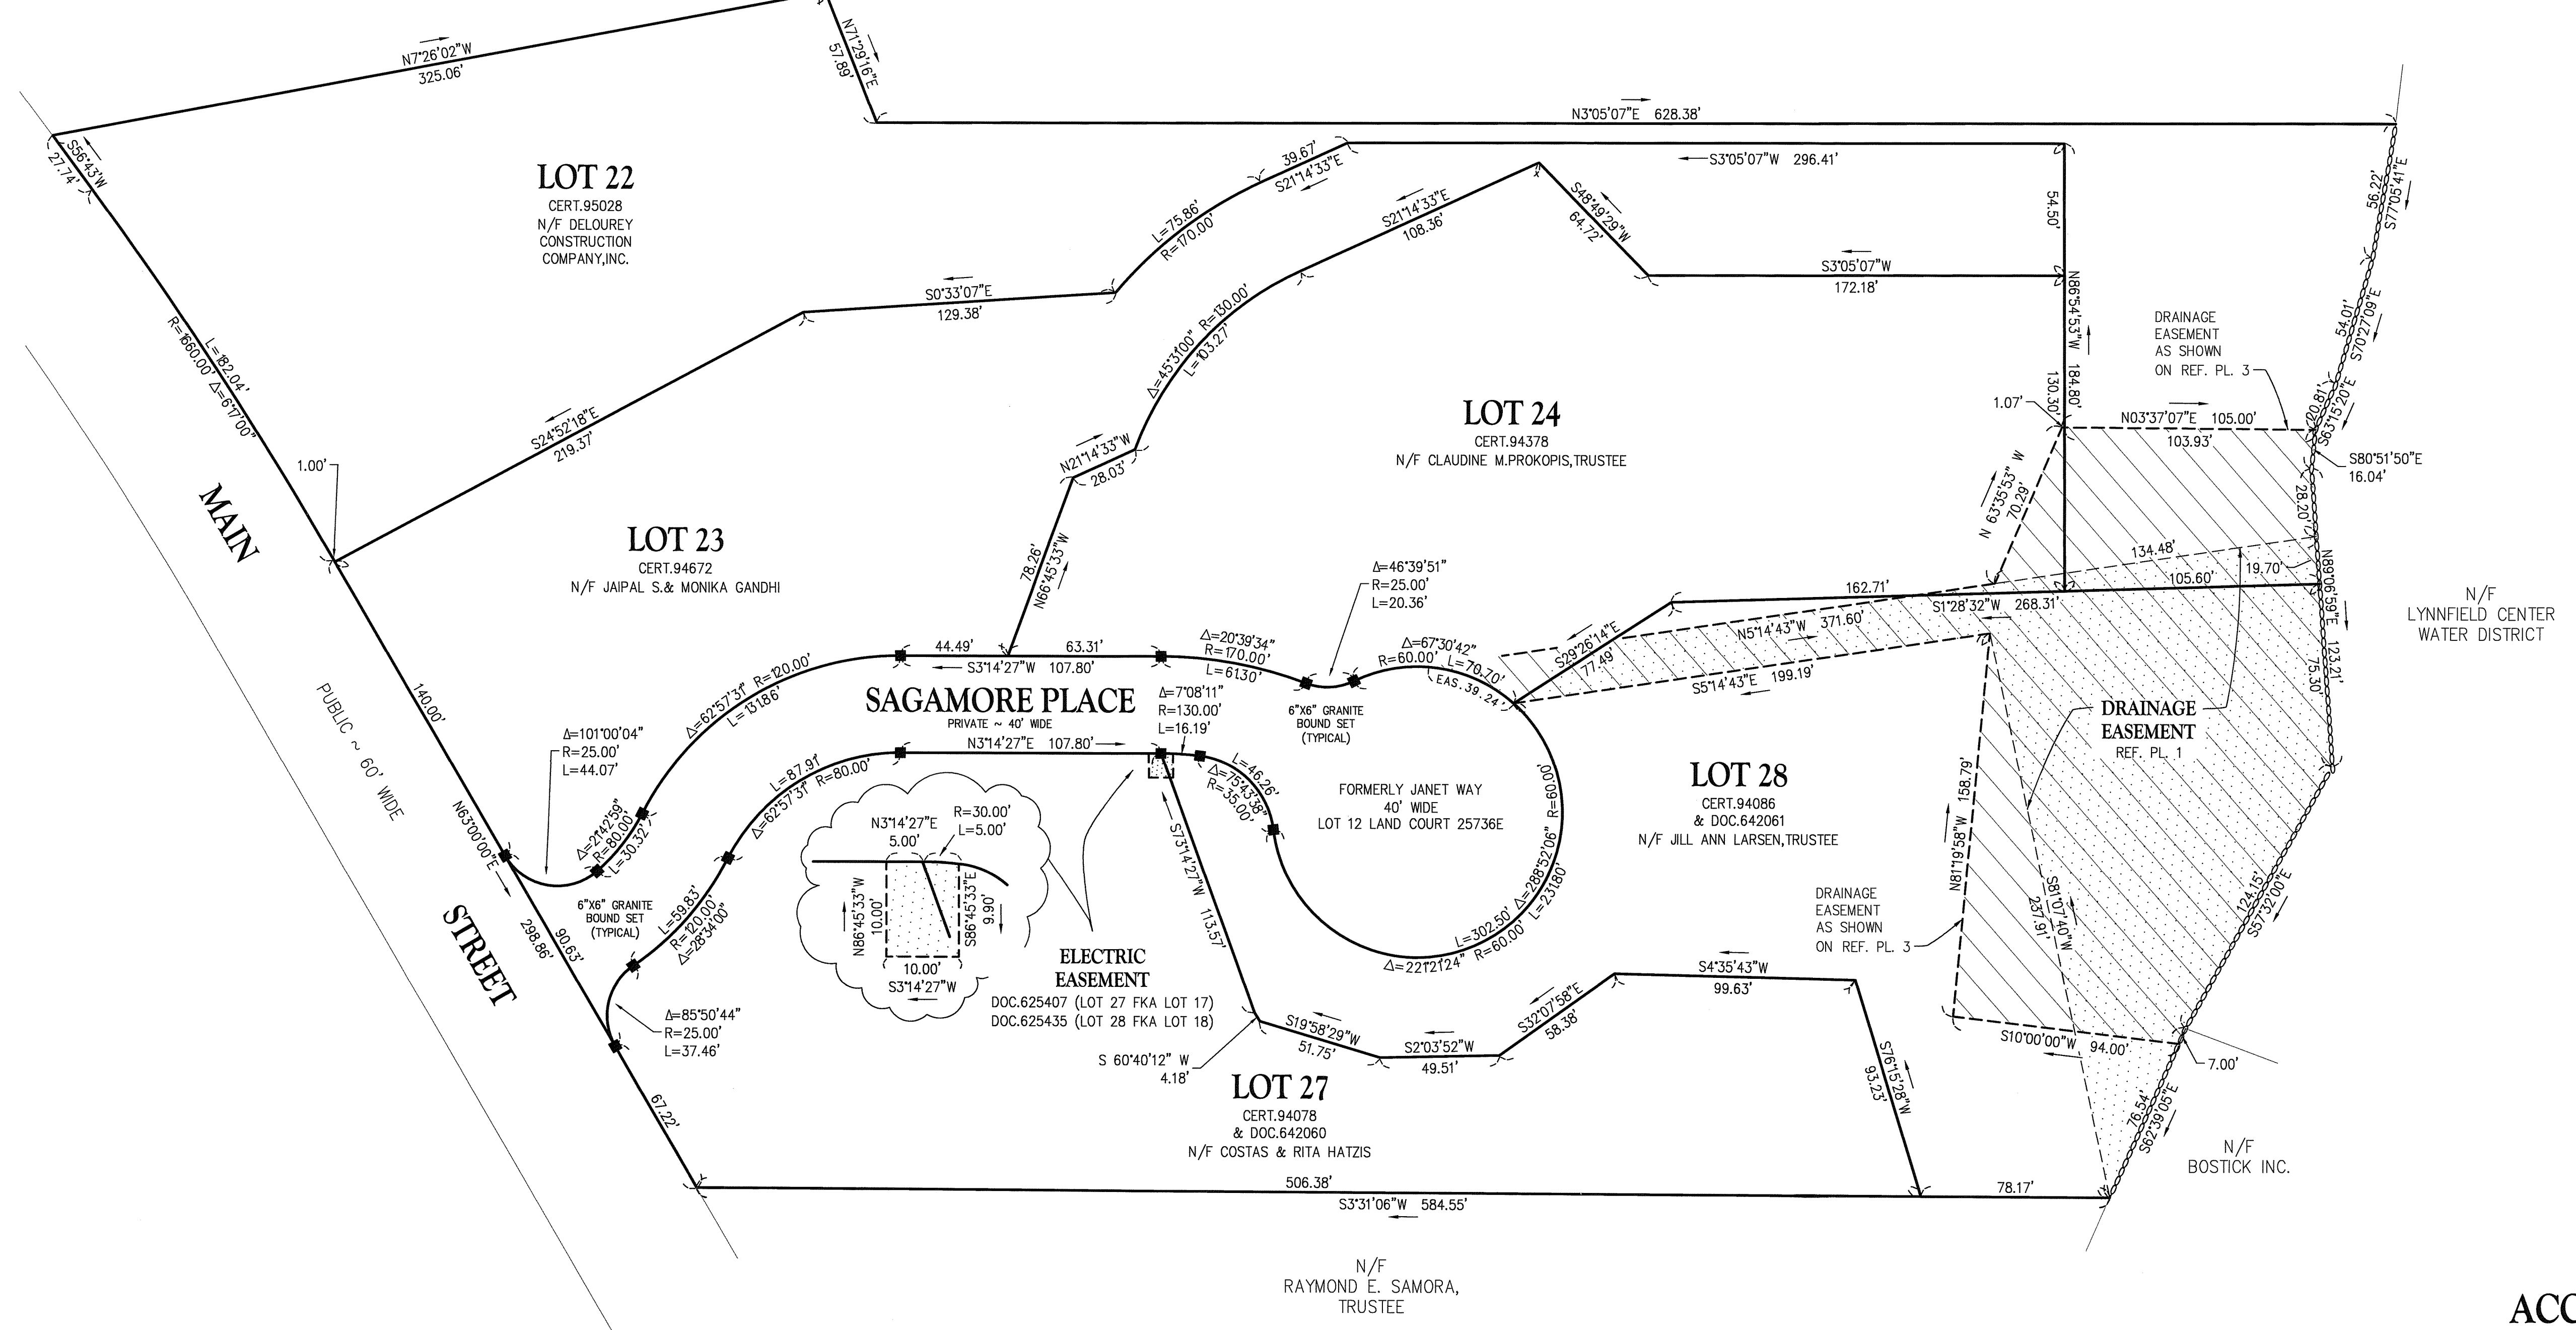 N7°26'02"W
325.06'
N71°29'16"E
57.89'
N3°05'07"E 628.38'
S56°43'W
27.74'
LOT 22
CERT.95028
N/F DELOUREY
CONSTRUCTION
COMPANY,INC.
39.67'
S21°14'33"E
S3°05'07"W 296.41'
56.22'
S77°05'41"E
L=75.86'
R=170.00'
S21°14'33"E
108.36'
S48°49'29"W
64.72'
54.50'
S0°33'07"E
129.38'
S3°05'07"W
172.18'
N86°54'53"W 184.80'
130.30'
54.01'
S70°27'09"E
DRAINAGE
EASEMENT
AS SHOWN
ON REF. PL. 3
L=182.04'
R=1660.00' Δ=6°17'00"
Δ=45°31'00" R=130.00'
L=103.27'
S24°52'18"E
219.37'
LOT 24
CERT.94378
N/F CLAUDINE M.PROKOPIS,TRUSTEE
1.07'
N03°37'07"E 105.00'
103.93'
20.81'
S63°15'20"E
S80°51'50"E
16.04'
1.00'
N21°14'33"W
28.03'
N 63°35'53" W
70.29'
28.20'
MAIN
LOT 23
CERT.94672
N/F JAIPAL S.& MONIKA GANDHI
78.26'
N66°45'33"W
Δ=46°39'51"
R=25.00'
L=20.36'
134.48'
19.70'
162.71'
105.60'
S1°28'32"W 268.31'
N89°06'59"E 123.21'
75.30'
N/F
LYNNFIELD CENTER
WATER DISTRICT
44.49'
63.31'
S3°14'27"W 107.80'
Δ=20°39'34"
R=170.00'
L=61.30'
Δ=67°30'42"
R=60.00' L=70.70'
EAS.39.24'
S29°26'14"E
77.49'
N5°14'43"W 371.60'
S5°14'43"E 199.19'
Δ=62°57'31" R=120.00'
L=131.86'
SAGAMORE PLACE
PRIVATE ~ 40' WIDE
Δ=7°08'11"
R=130.00'
L=16.19'
6"X6" GRANITE
BOUND SET
(TYPICAL)
DRAINAGE
EASEMENT
REF. PL. 1
PUBLIC ~ 60' WIDE
140.00'
Δ=101°00'04"
R=25.00'
L=44.07'
N3°14'27"E 107.80'
L=87.91'
Δ=62°57'31" R=80.00'
L=46.26'
Δ=75°43'38"
R=35.00'
FORMERLY JANET WAY
40' WIDE
LOT 12 LAND COURT 25736E
Δ=288°52'06" R=60.00'
L=231.80'
LOT 28
CERT.94086
& DOC.642061
N/F JILL ANN LARSEN,TRUSTEE
N81°19'58"W 158.79'
N63°00'00"E
298.86'
Δ=21°42'59"
R=80.00'
L=30.32'
R=30.00'
L=5.00'
N3°14'27"E
5.00'
N86°45'33"W
10.00'
S86°45'33"E
9.90'
10.00'
S3°14'27"W
S73°14'27"W 113.57'
6"X6" GRANITE
BOUND SET
(TYPICAL)
90.63'
L=59.83'
R=120.00'
Δ=28°34'00"
L=302.50'
Δ=221°21'24" R=60.00'
DRAINAGE
EASEMENT
AS SHOWN
ON REF. PL. 3
S81°07'40"W
237.91'
124.15'
S57°32'00"E
STREET
ELECTRIC
EASEMENT
DOC.625407 (LOT 27 FKA LOT 17)
DOC.625435 (LOT 28 FKA LOT 18)
S4°35'43"W
99.63'
S32°07'58"E
58.38'
S19°58'29"W
51.75'
S2°03'52"W
49.51'
S 60°40'12" W
4.18'
S10°00'00"W 94.00'
7.00'
Δ=85°50'44"
R=25.00'
L=37.46'
S76°15'28"W
93.23'
67.22'
LOT 27
CERT.94078
& DOC.642060
N/F COSTAS & RITA HATZIS
76.54'
S62°39'05"E
N/F
BOSTICK INC.
506.38'
78.17'
S3°31'06"W 584.55'
N/F
RAYMOND E. SAMORA,
TRUSTEE
ACC